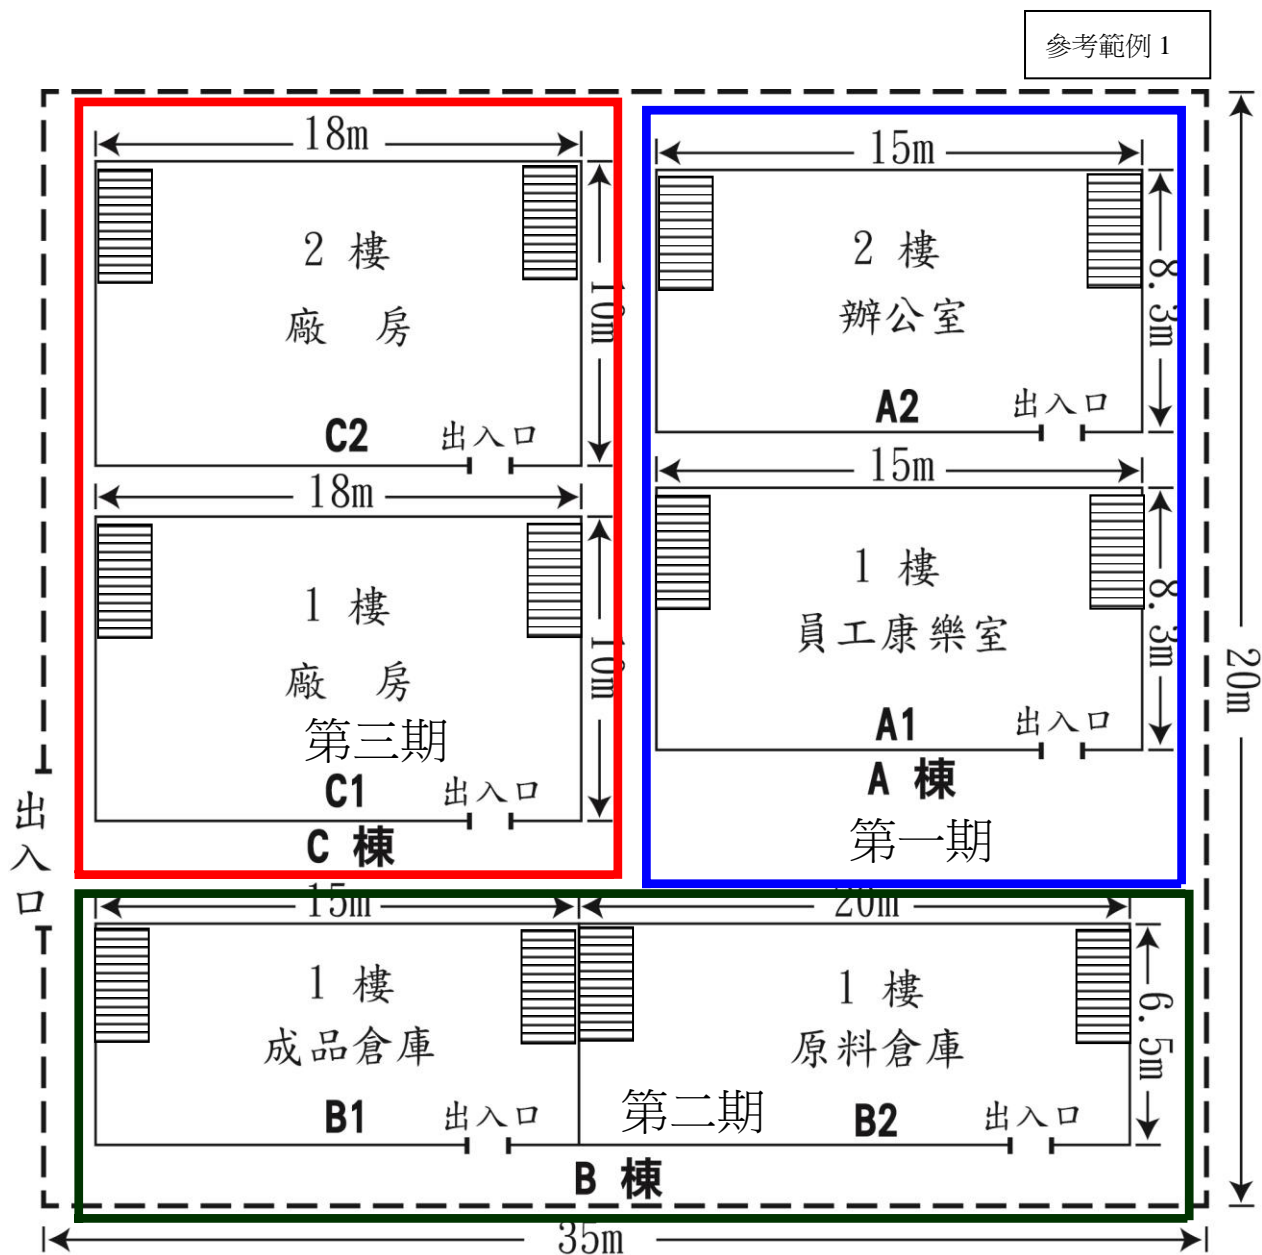 參考範例 1
18m
2 樓
廠 房
10m
C2
出入口
18m
1 樓
廠 房
10m
第三期
C1
出入口
C 棟
15m
2 樓
辦公室
8.3m
A2
出入口
15m
1 樓
員工康樂室
8.3m
A1
出入口
A 棟
第一期
20m
出入口
15m
1 樓
成品倉庫
B1
出入口
20m
1 樓
原料倉庫
6.5m
第二期
B2
出入口
B 棟
35m